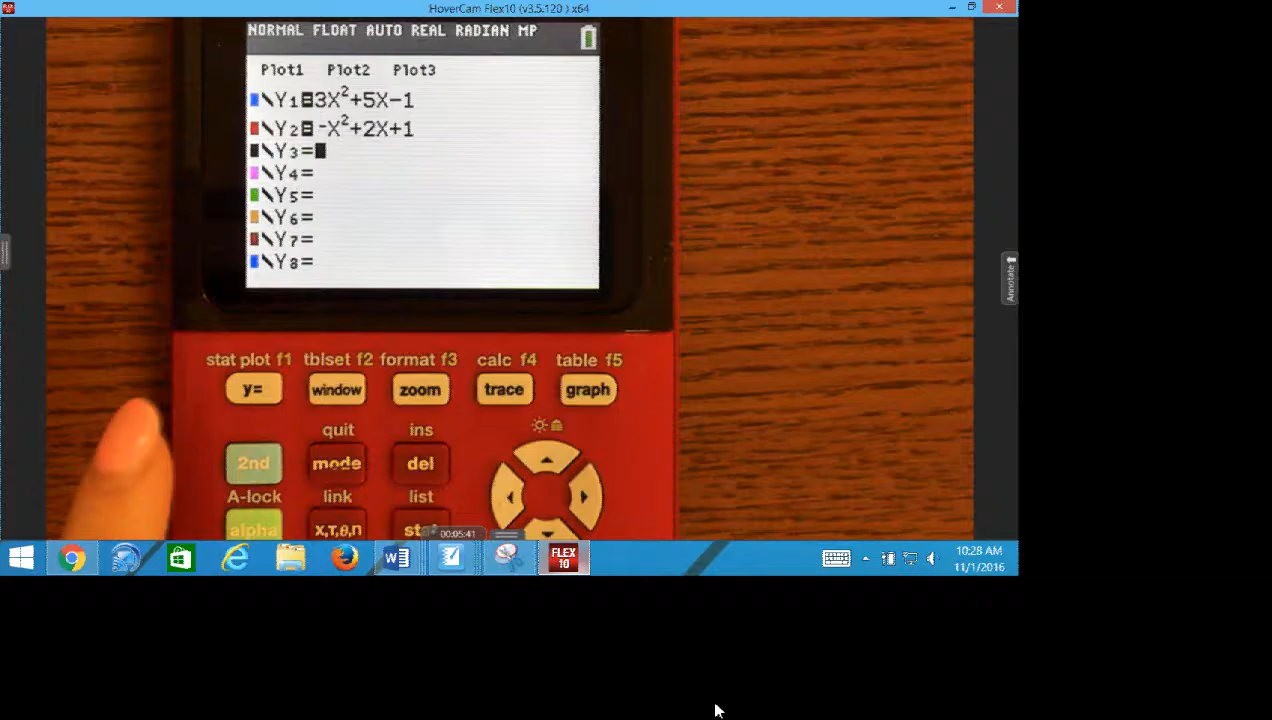 HoverCam Flex10 (v3.5.120 ) x64
NORMAL FLOAT AUTO REAL RADIAN MP
Plot1 Plot2 Plot3
\Y1=3X²+5X-1
\Y2=-X²+2X+1
\Y3=
\Y4=
\Y5=
\Y6=
\Y7=
\Y8=
Annotate
stat plot f1 tblset f2 format f3 calc f4 table f5
y= window zoom trace graph
quit ins
2nd mode del
A-lock link list
alpha X,T,θ,n
00:05:41
FLEX 10
10:28 AM
11/1/2016